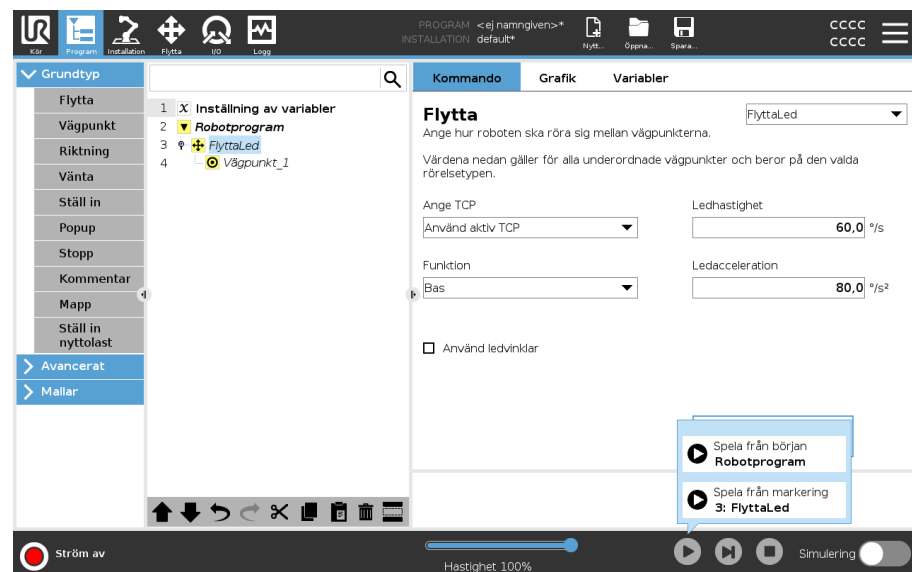 UR
Kör
Program
Installation
Flytta
I/O
Logg
PROGRAM <ej namngiven>*
INSTALLATION default*
Nytt...
Öppna...
Spara...
CCCC
CCCC
Grundtyp
Flytta
Vägpunkt
Riktning
Vänta
Ställ in
Popup
Stopp
Kommentar
Mapp
Ställ in
nyttolast
Avancerat
Mallar
1 X Inställning av variabler
2 Robotprogram
3 FlyttaLed
4 Vägpunkt_1
Kommando Grafik Variabler
Flytta
FlyttaLed
Ange hur roboten ska röra sig mellan vägpunkterna.
Värdena nedan gäller för alla underordnade vägpunkter och beror på den valda
rörelsetypen.
Ange TCP
Använd aktiv TCP
Ledhastighet
60,0 °/s
Funktion
Bas
Ledacceleration
80,0 °/s²
Använd ledvinklar
Spela från början
Robotprogram
Spela från markering
3: FlyttaLed
Ström av
Hastighet 100%
Simulering